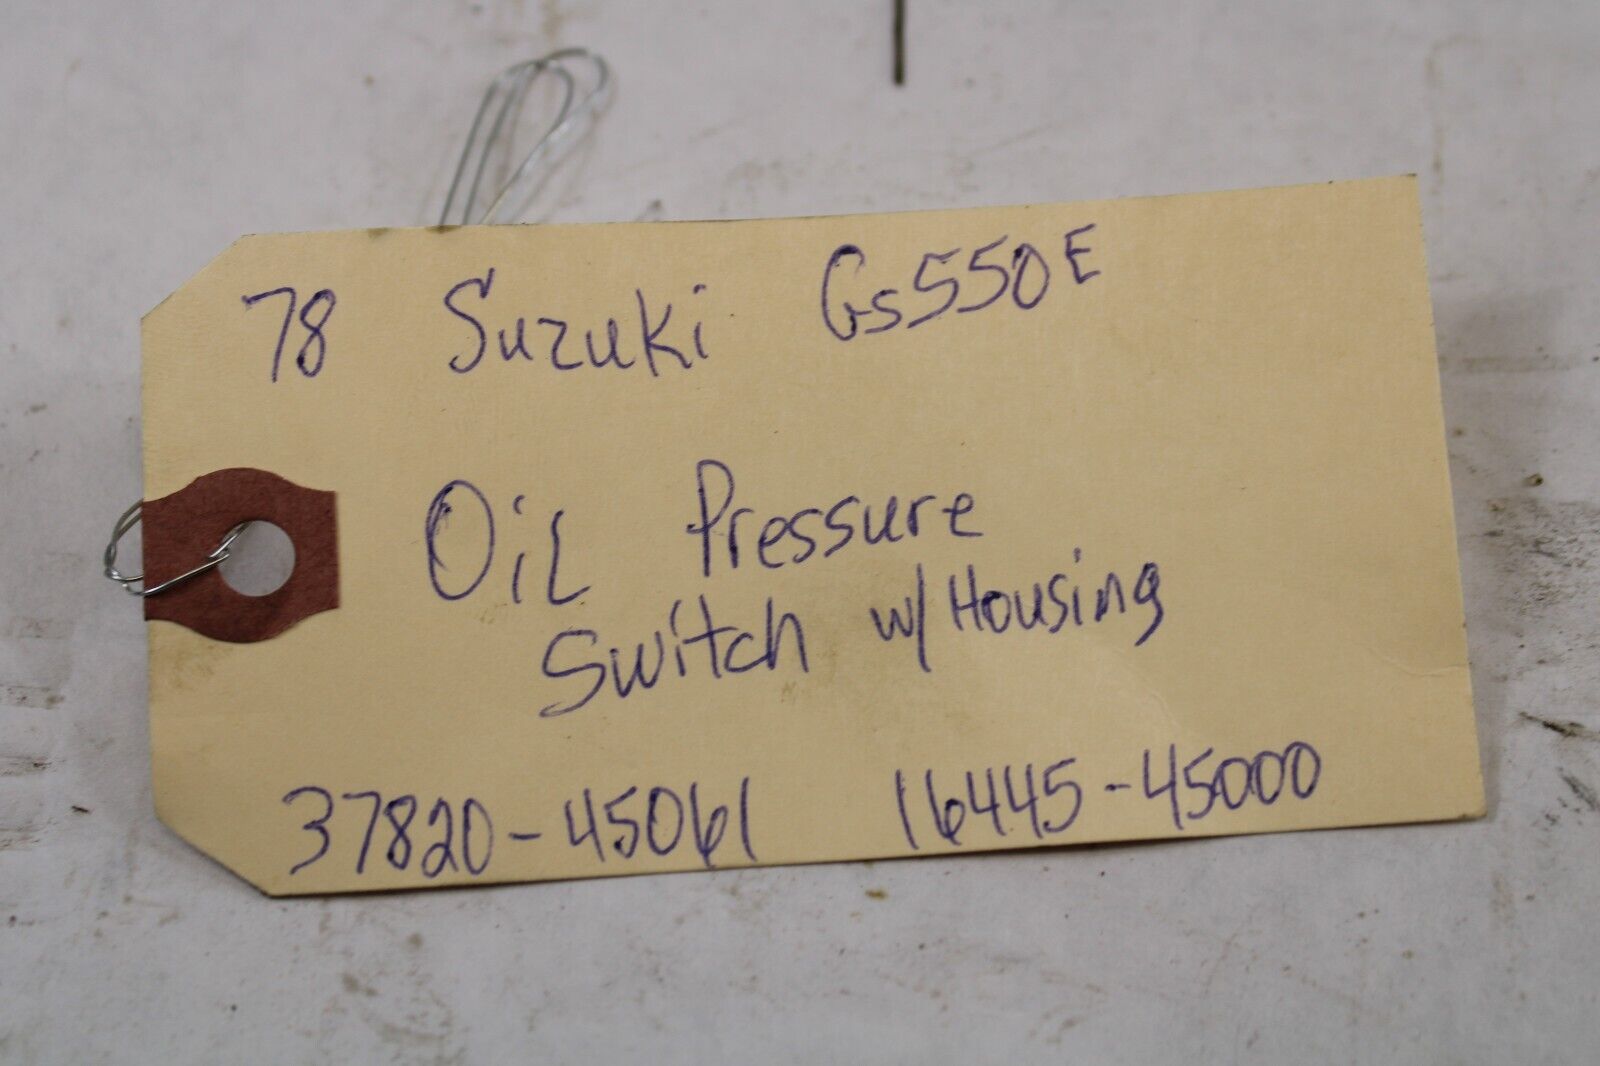 78 Suzuki Gs550E
Oil Pressure
Switch w/ Housing
37820-45061 16445-45000